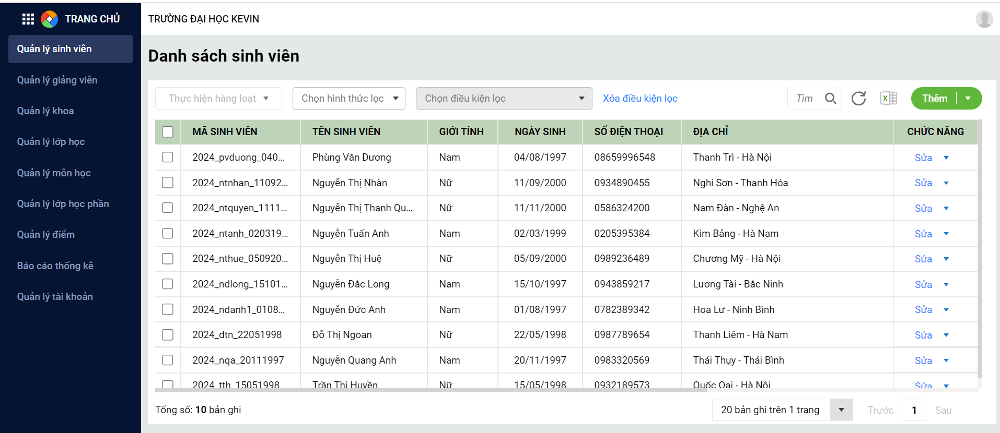 TRANG CHỦ
TRƯỜNG ĐẠI HỌC KEVIN
Quản lý sinh viên
Quản lý giảng viên
Quản lý khoa
Quản lý lớp học
Quản lý môn học
Quản lý lớp học phần
Quản lý điểm
Báo cáo thống kê
Quản lý tài khoản
Danh sách sinh viên
Thực hiện hàng loạt Chọn hình thức lọc Chọn điều kiện lọc Xóa điều kiện lọc Tìm Thêm
MÃ SINH VIÊN TÊN SINH VIÊN GIỚI TÍNH NGÀY SINH SỐ ĐIỆN THOẠI ĐỊA CHỈ CHỨC NĂNG
2024_pvduong_040... Phùng Văn Dương Nam 04/08/1997 08659996548 Thanh Trì - Hà Nội Sửa
2024_ntnhan_11092... Nguyễn Thị Nhàn Nữ 11/09/2000 0934890455 Nghi Sơn - Thanh Hóa Sửa
2024_ntquyen_1111... Nguyễn Thị Thanh Qu... Nữ 11/11/2000 0586324200 Nam Đàn - Nghệ An Sửa
2024_ntanh_020319... Nguyễn Tuấn Anh Nam 02/03/1999 0205395384 Kim Bảng - Hà Nam Sửa
2024_nthue_050920... Nguyễn Thị Huệ Nữ 05/09/2000 0989236489 Chương Mỹ - Hà Nội Sửa
2024_ndlong_15101... Nguyễn Đắc Long Nam 15/10/1997 0943859217 Lương Tài - Bắc Ninh Sửa
2024_ndanh1_0108... Nguyễn Đức Anh Nam 01/08/1997 0782389342 Hoa Lư - Ninh Bình Sửa
2024_dtn_22051998 Đỗ Thị Ngoan Nữ 22/05/1998 0987789654 Thanh Liêm - Hà Nam Sửa
2024_nqa_20111997 Nguyễn Quang Anh Nam 20/11/1997 0983320569 Thái Thụy - Thái Bình Sửa
2024_tth_15051998 Trần Thị Huyền Nữ 15/05/1998 0932189573 Quốc Oai - Hà Nội Sửa
Tổng số: 10 bản ghi
20 bản ghi trên 1 trang Trước 1 Sau